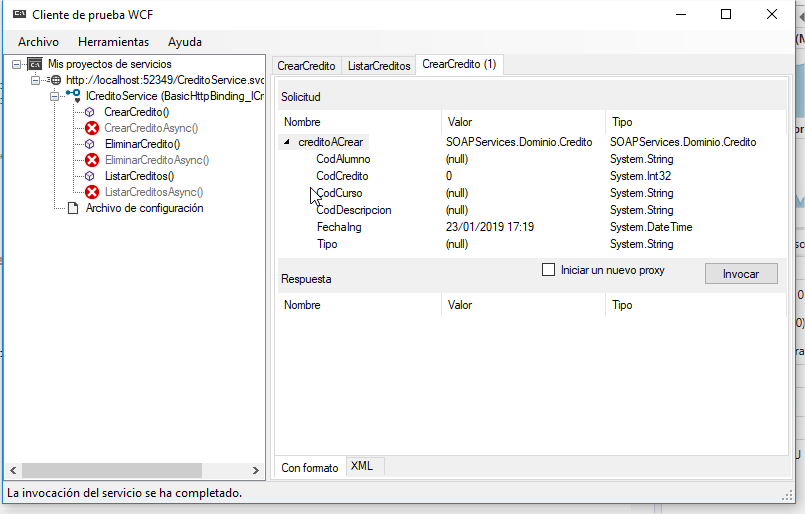 Cliente de prueba WCF
Archivo Herramientas Ayuda
Mis proyectos de servicios
http://localhost:52349/CreditoService.svc
ICreditoService (BasicHttpBinding_ICr
CrearCredito()
CrearCreditoAsync()
EliminarCredito()
EliminarCreditoAsync()
ListarCreditos()
ListarCreditosAsync()
Archivo de configuración
CrearCredito ListarCreditos CrearCredito (1)
Solicitud
Nombre Valor Tipo
creditoACrear SOAPServices.Dominio.Credito SOAPServices.Dominio.Credito
CodAlumno (null) System.String
CodCredito 0 System.Int32
CodCurso (null) System.String
CodDescripcion (null) System.String
FechaIng 23/01/2019 17:19 System.DateTime
Tipo (null) System.String
Respuesta
Iniciar un nuevo proxy Invocar
Nombre Valor Tipo
Con formato XML
La invocación del servicio se ha completado.